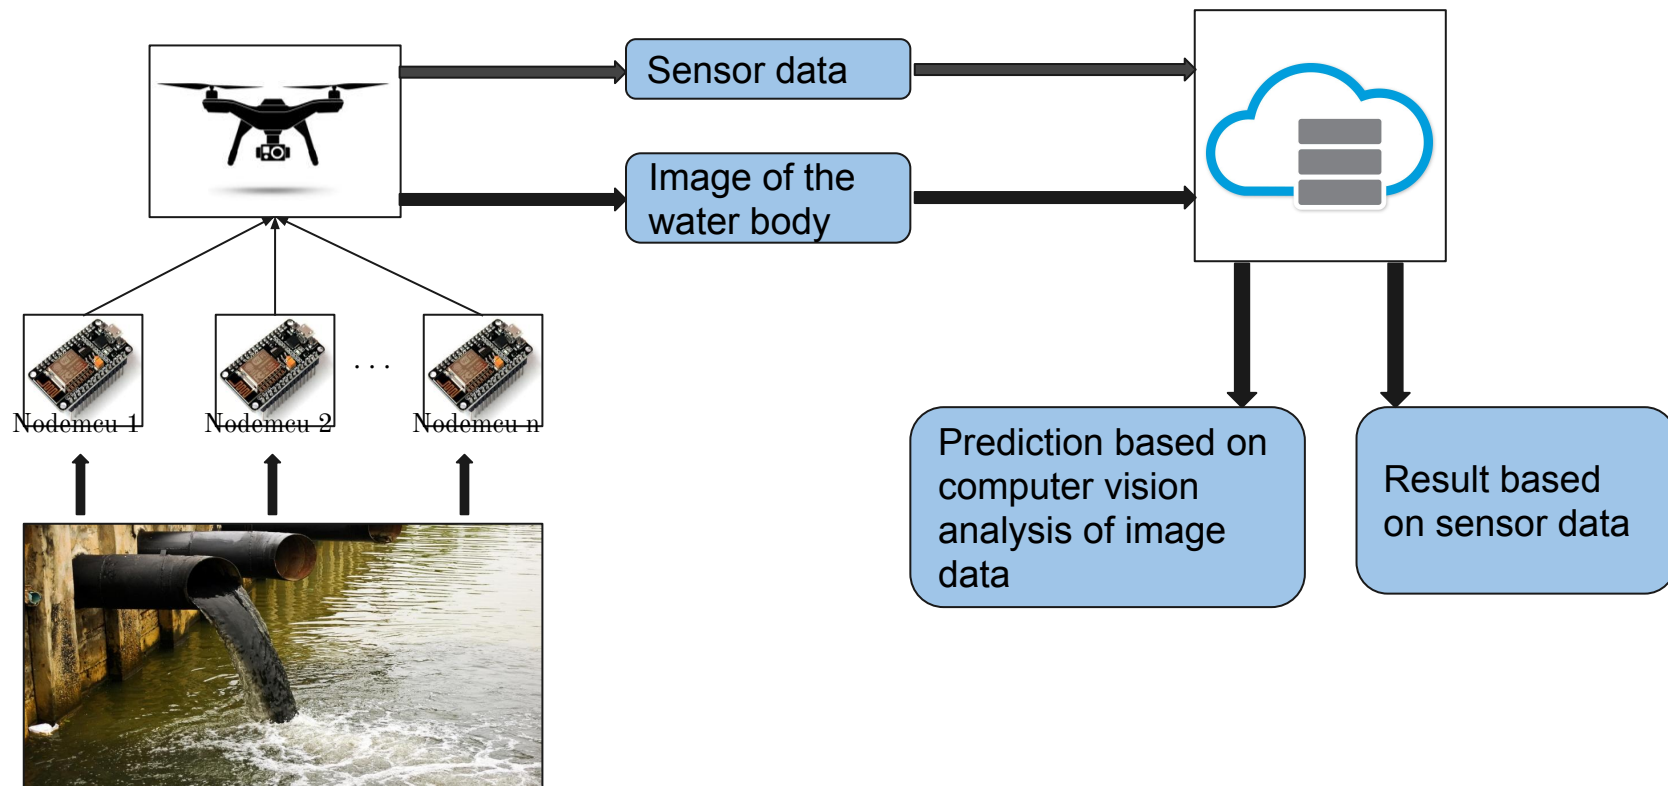 Sensor data
Image of the
water body
. . .
Nodemcu 1
Nodemcu 2
Nodemcu n
Prediction based on
computer vision
analysis of image
data
Result based
on sensor data